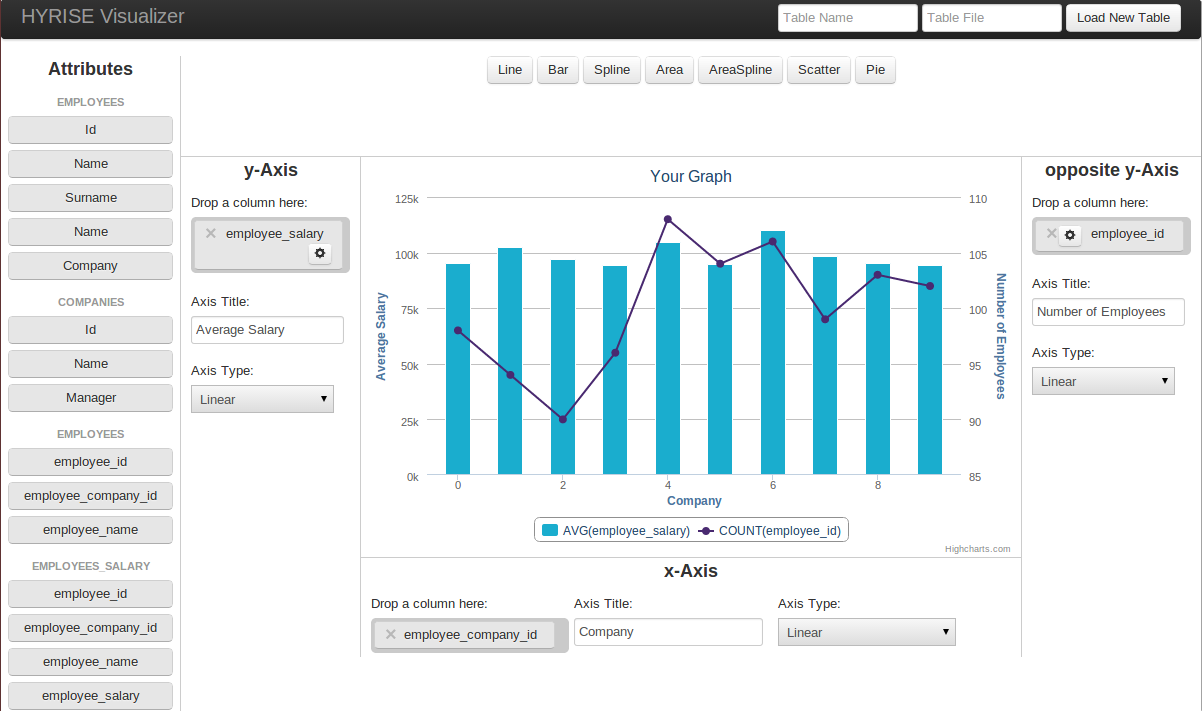 HYRISE Visualizer
Table Name
Table File
Load New Table
Attributes
EMPLOYEES
Id
Name
Surname
Name
Company
COMPANIES
Id
Name
Manager
EMPLOYEES
employee_id
employee_company_id
employee_name
EMPLOYEES_SALARY
employee_id
employee_company_id
employee_name
employee_salary
Line Bar Spline Area AreaSpline Scatter Pie
y-Axis
Drop a column here:
employee_salary
Axis Title:
Average Salary
Axis Type:
Linear
Your Graph
125k
100k
75k
50k
25k
0k
Average Salary
110
105
100
95
90
85
Number of Employees
0 2 4 6 8
Company
AVG(employee_salary) COUNT(employee_id)
Highcharts.com
opposite y-Axis
Drop a column here:
employee_id
Axis Title:
Number of Employees
Axis Type:
Linear
x-Axis
Drop a column here:
employee_company_id
Axis Title:
Company
Axis Type:
Linear